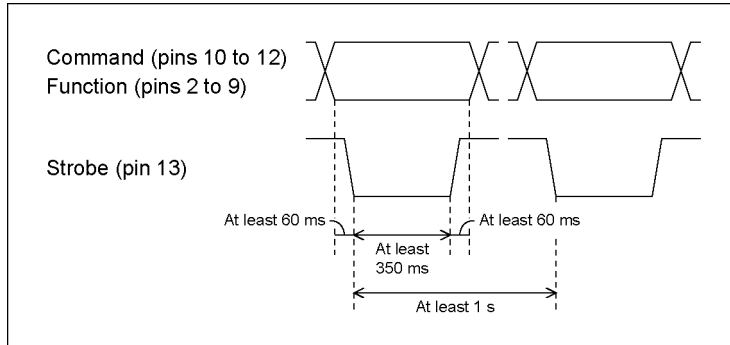 Command (pins 10 to 12)
Function (pins 2 to 9)
Strobe (pin 13)
At least 60 ms
At least 60 ms
At least
350 ms
At least 1 s